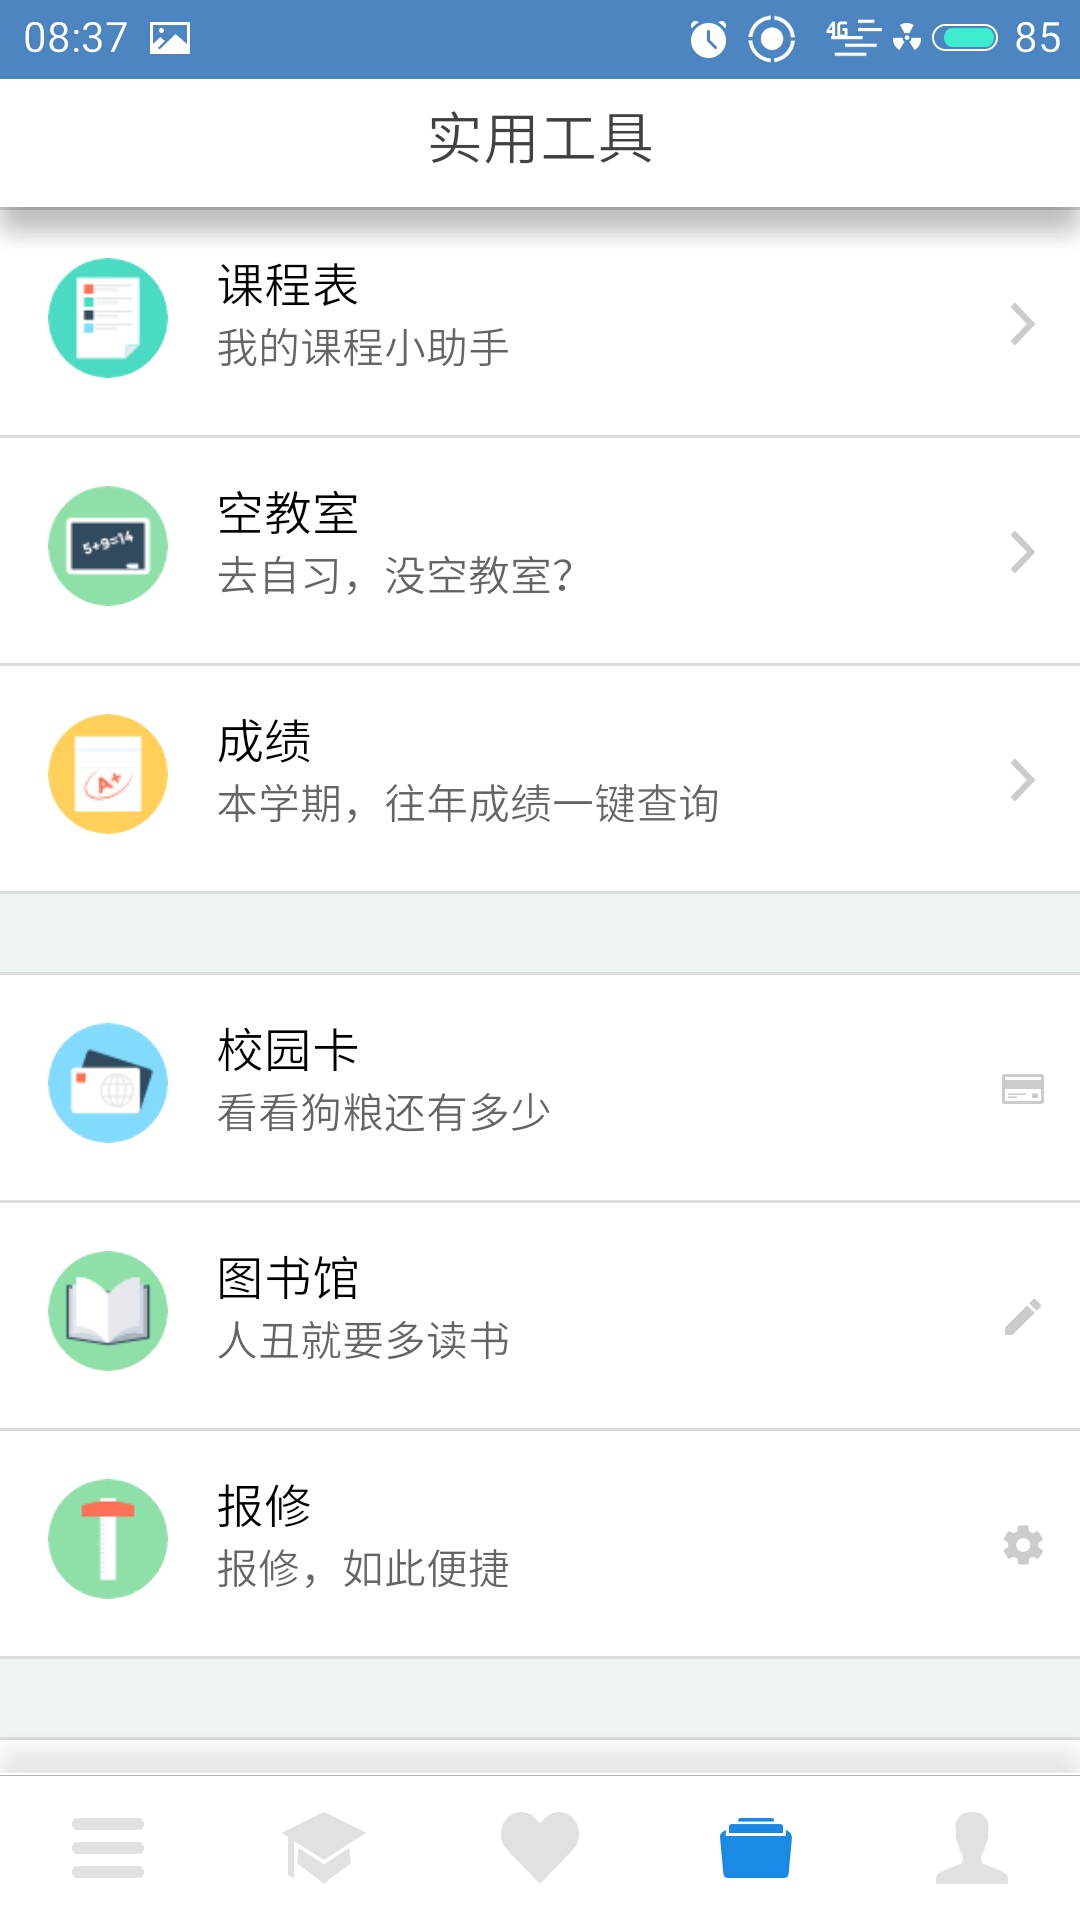 08:37 4G 85
实用工具
课程表
我的课程小助手
5+9=14
空教室
去自习，没空教室？
A+
成绩
本学期，往年成绩一键查询
校园卡
看看狗粮还有多少
图书馆
人丑就要多读书
报修
报修，如此便捷